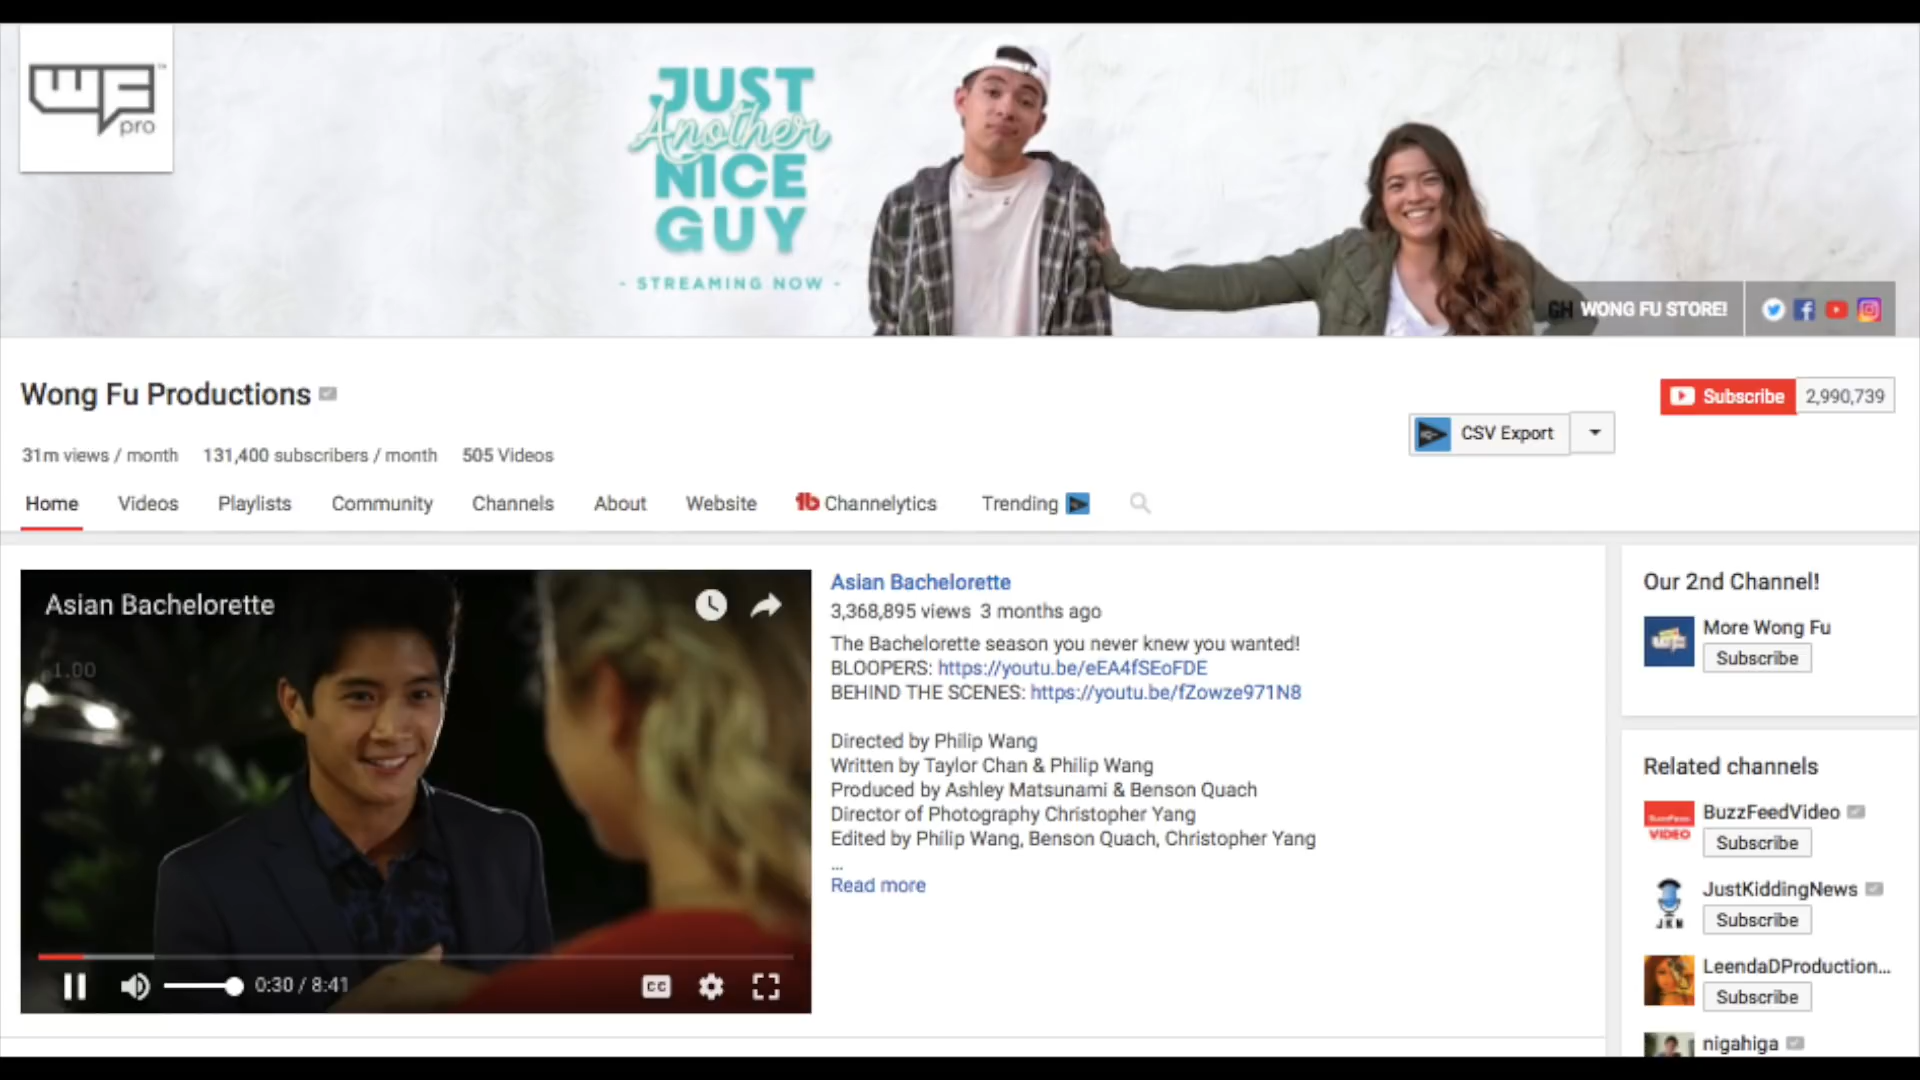 WF pro
JUST
Another
NICE
GUY
- STREAMING NOW -
GH WONG FU STORE!
Wong Fu Productions
Subscribe 2,990,739
CSV Export
31m views / month 131,400 subscribers / month 505 Videos
Home Videos Playlists Community Channels About Website Channelytics Trending
Asian Bachelorette
1.00
0:30 / 8:41
CC
Asian Bachelorette
3,368,895 views 3 months ago
The Bachelorette season you never knew you wanted!
BLOOPERS: https://youtu.be/eEA4fSEoFDE
BEHIND THE SCENES: https://youtu.be/fZowze971N8
Directed by Philip Wang
Written by Taylor Chan & Philip Wang
Produced by Ashley Matsunami & Benson Quach
Director of Photography Christopher Yang
Edited by Philip Wang, Benson Quach, Christopher Yang
...
Read more
Our 2nd Channel!
More Wong Fu
Subscribe
Related channels
BuzzFeed
VIDEO
BuzzFeedVideo
Subscribe
JKN
JustKiddingNews
Subscribe
LeendaDProduction...
Subscribe
nigahiga